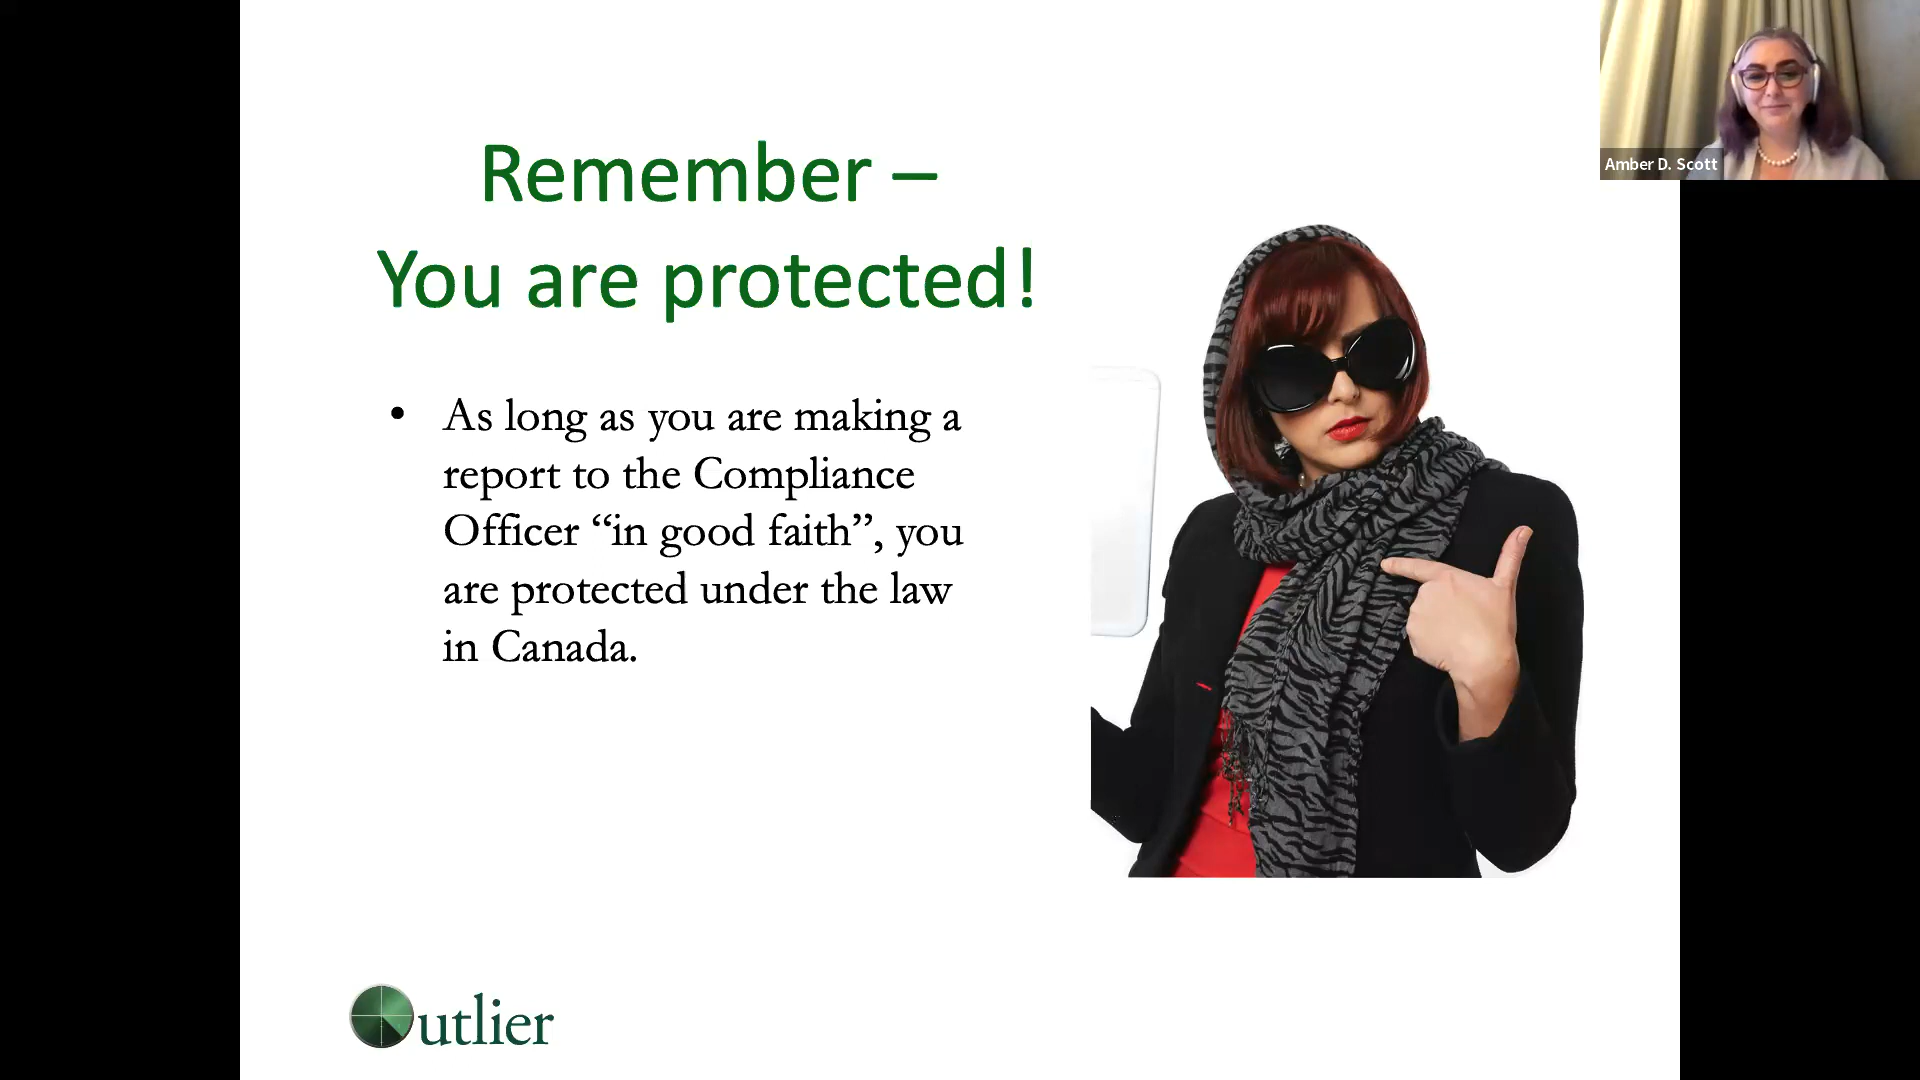 Remember –
You are protected!
• As long as you are making a
report to the Compliance
Officer “in good faith”, you
are protected under the law
in Canada.
Outlier
Amber D. Scott